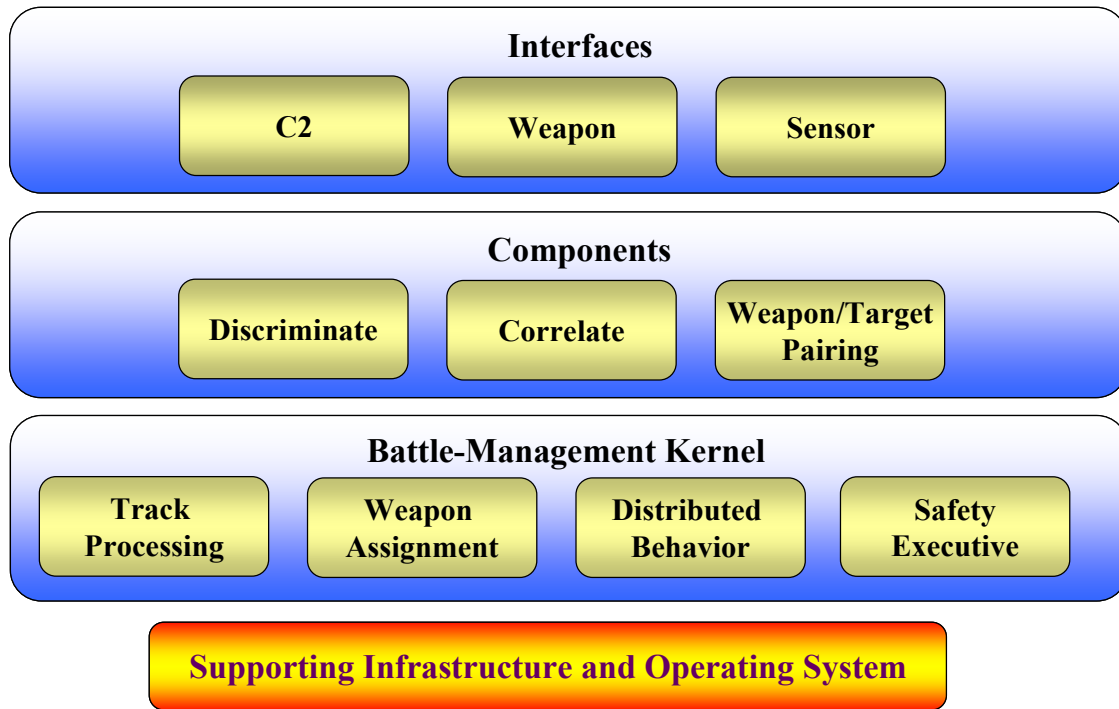 Interfaces
C2
Weapon
Sensor
Components
Discriminate
Correlate
Weapon/Target
Pairing
Battle-Management Kernel
Track
Processing
Weapon
Assignment
Distributed
Behavior
Safety
Executive
Supporting Infrastructure and Operating System